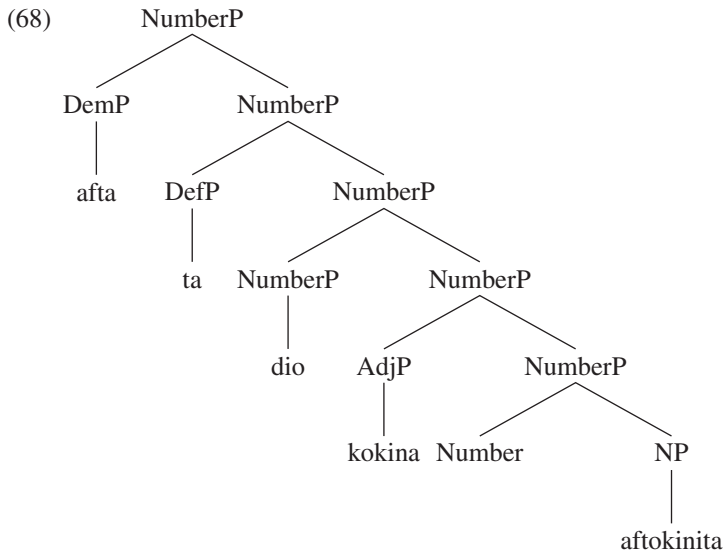 (68) NumberP
DemP NumberP
afta DefP NumberP
ta NumberP NumberP
dio AdjP NumberP
kokina Number NP
aftokinita